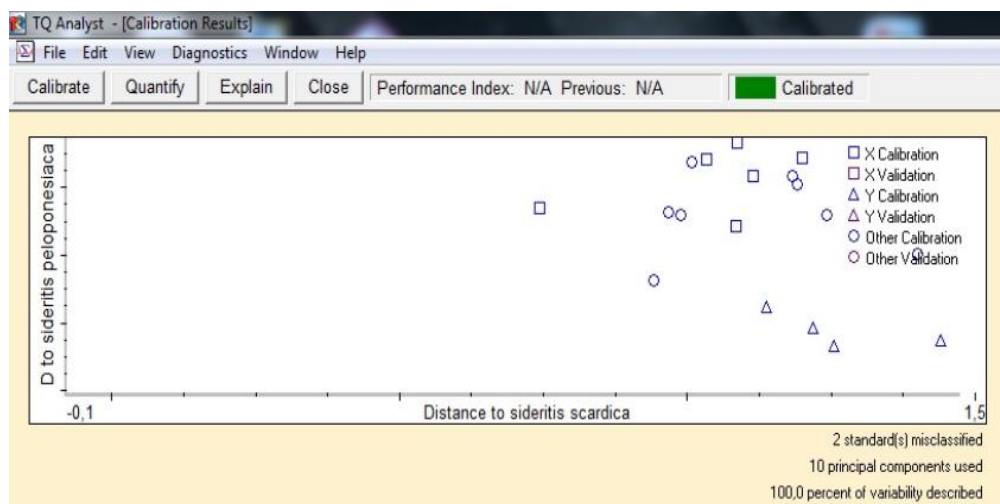 TQ Analyst - [Calibration Results]
File Edit View Diagnostics Window Help
Calibrate Quantify Explain Close Performance Index: N/A Previous: N/A Calibrated
D to sideritis peloponesiaca
X Calibration
X Validation
Y Calibration
Y Validation
Other Calibration
Other Validation
-0,1 Distance to sideritis scardica 1,5
2 standard(s) misclassified
10 principal components used
100,0 percent of variability described